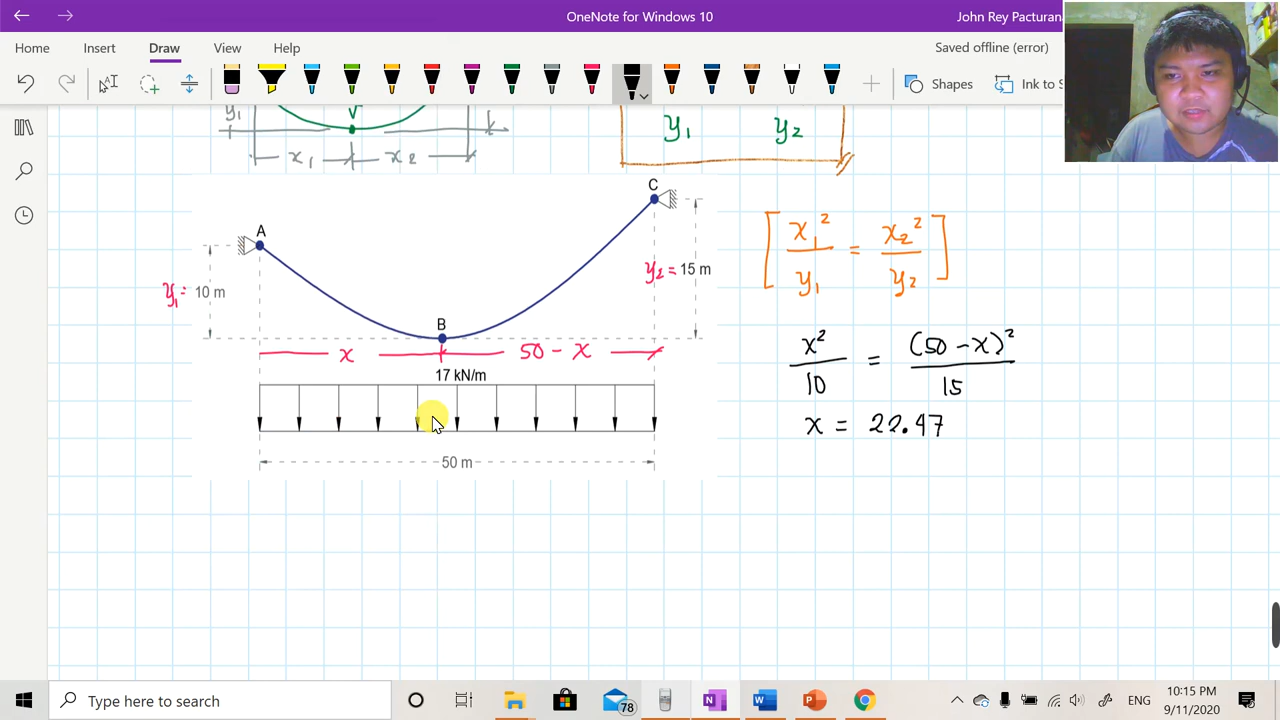 OneNote for Windows 10
John Rey Pacturan
Home Insert Draw View Help
Saved offline (error)
Shapes
Ink to S
y1
V
x1 x2
y1 y2
A
C
B
y1 = 10 m
y2 = 15 m
x 50 - x
17 kN/m
50 m
x1² / y1 = x2² / y2
x² / 10 = (50 - x)² / 15
x = 22.47
Type here to search
78
ENG
10:15 PM
9/11/2020